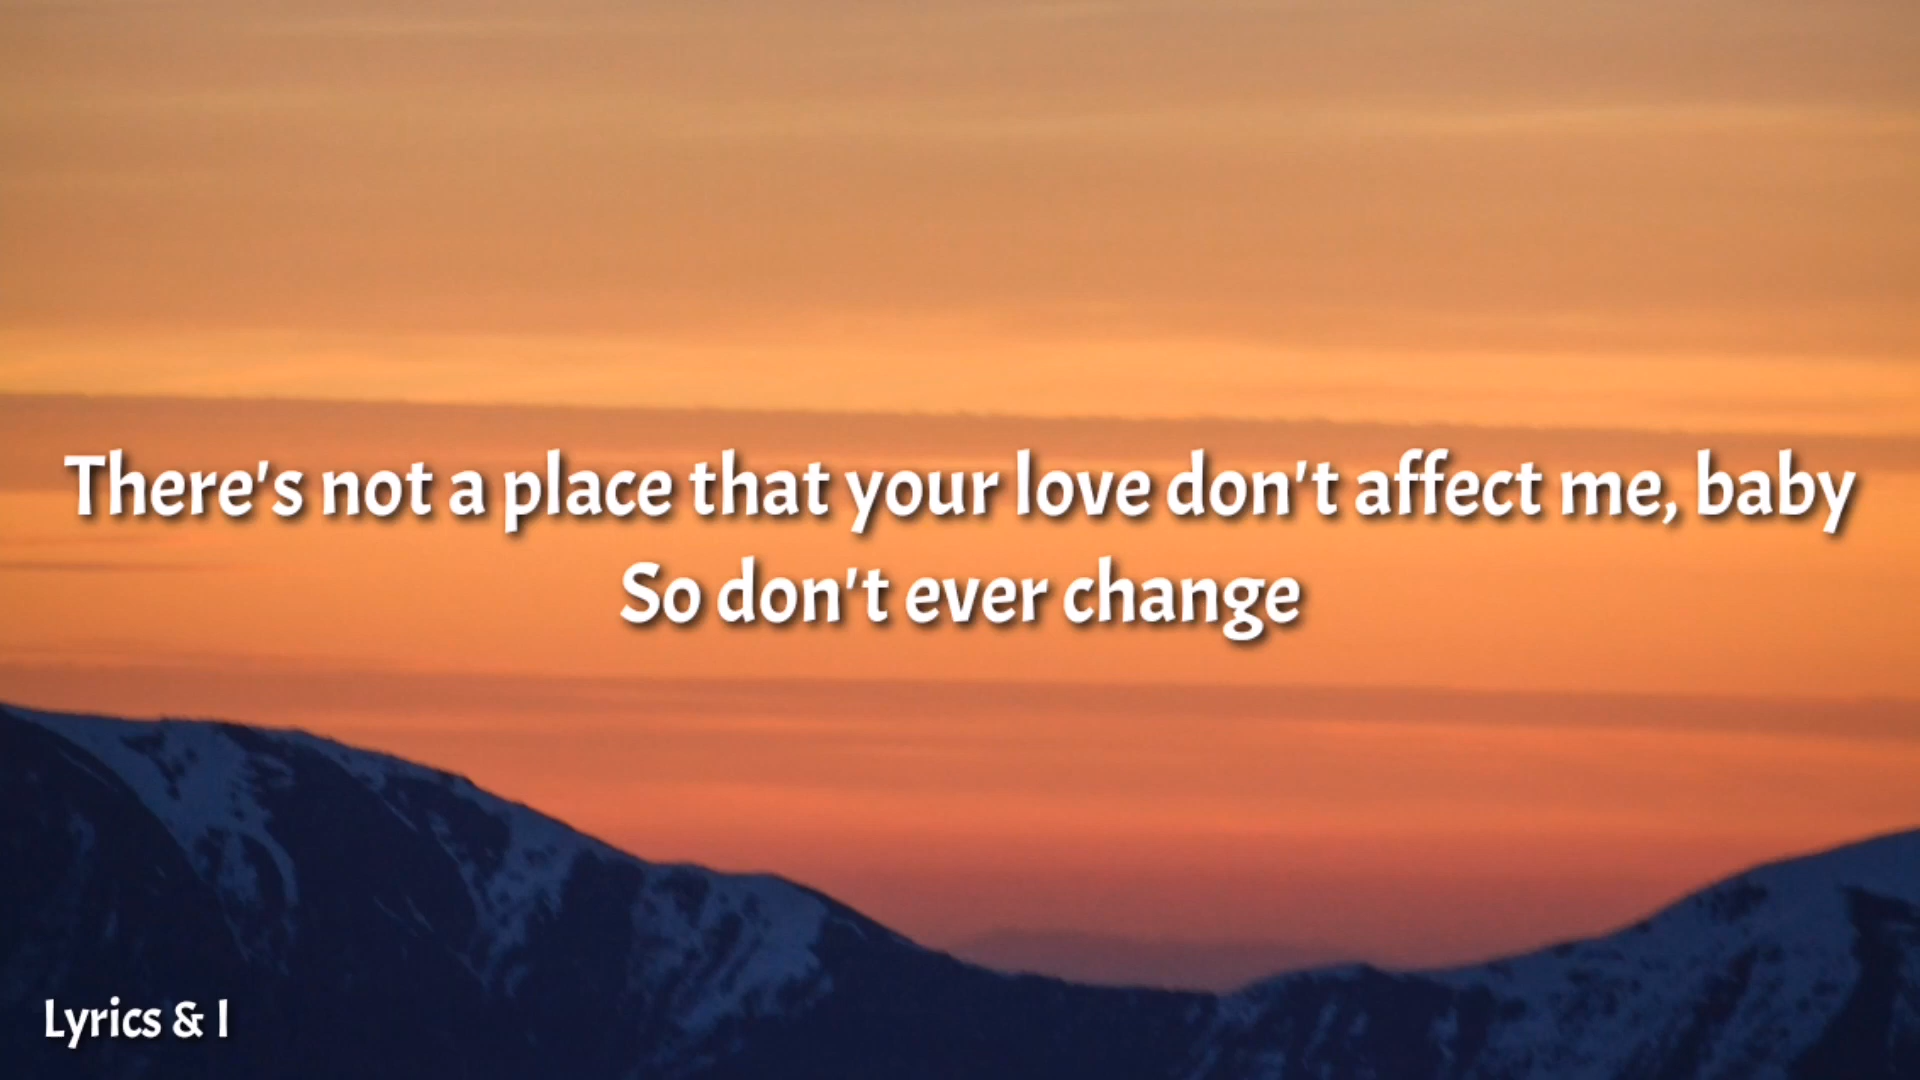 There's not a place that your love don't affect me, baby
So don't ever change
Lyrics & I